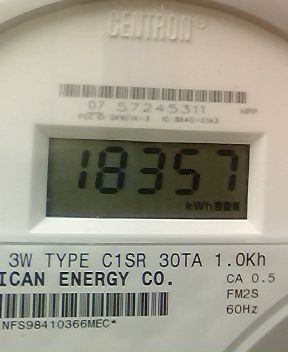 CENTRON®
07 57245311
HPP
18357
kWh
3W TYPE C1SR 30TA 1.0Kh
ICAN ENERGY CO.
CA 0.5
FM2S
60Hz
NFS98410366MEC*